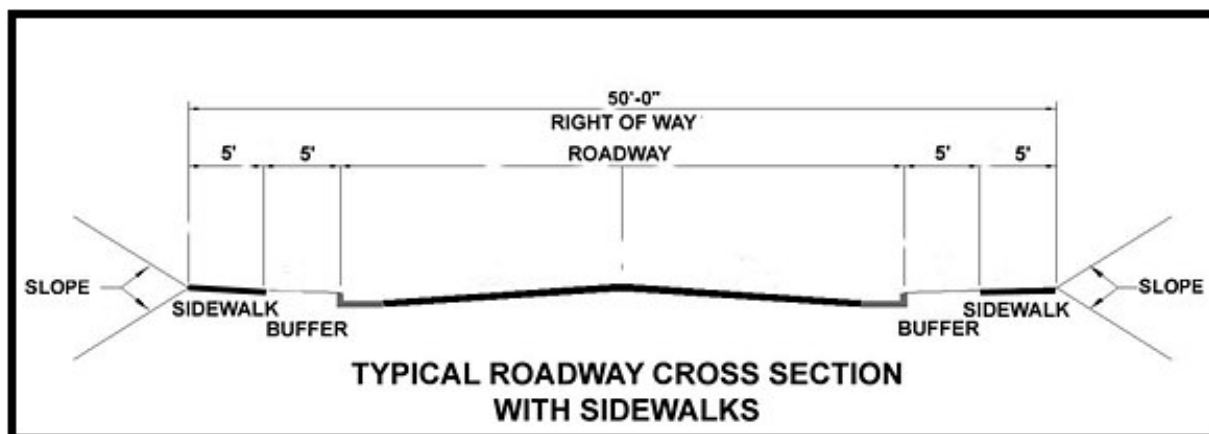 50'-0"
RIGHT OF WAY
5' 5' ROADWAY 5' 5'
SLOPE SLOPE
SIDEWALK SIDEWALK
BUFFER BUFFER
TYPICAL ROADWAY CROSS SECTION
WITH SIDEWALKS